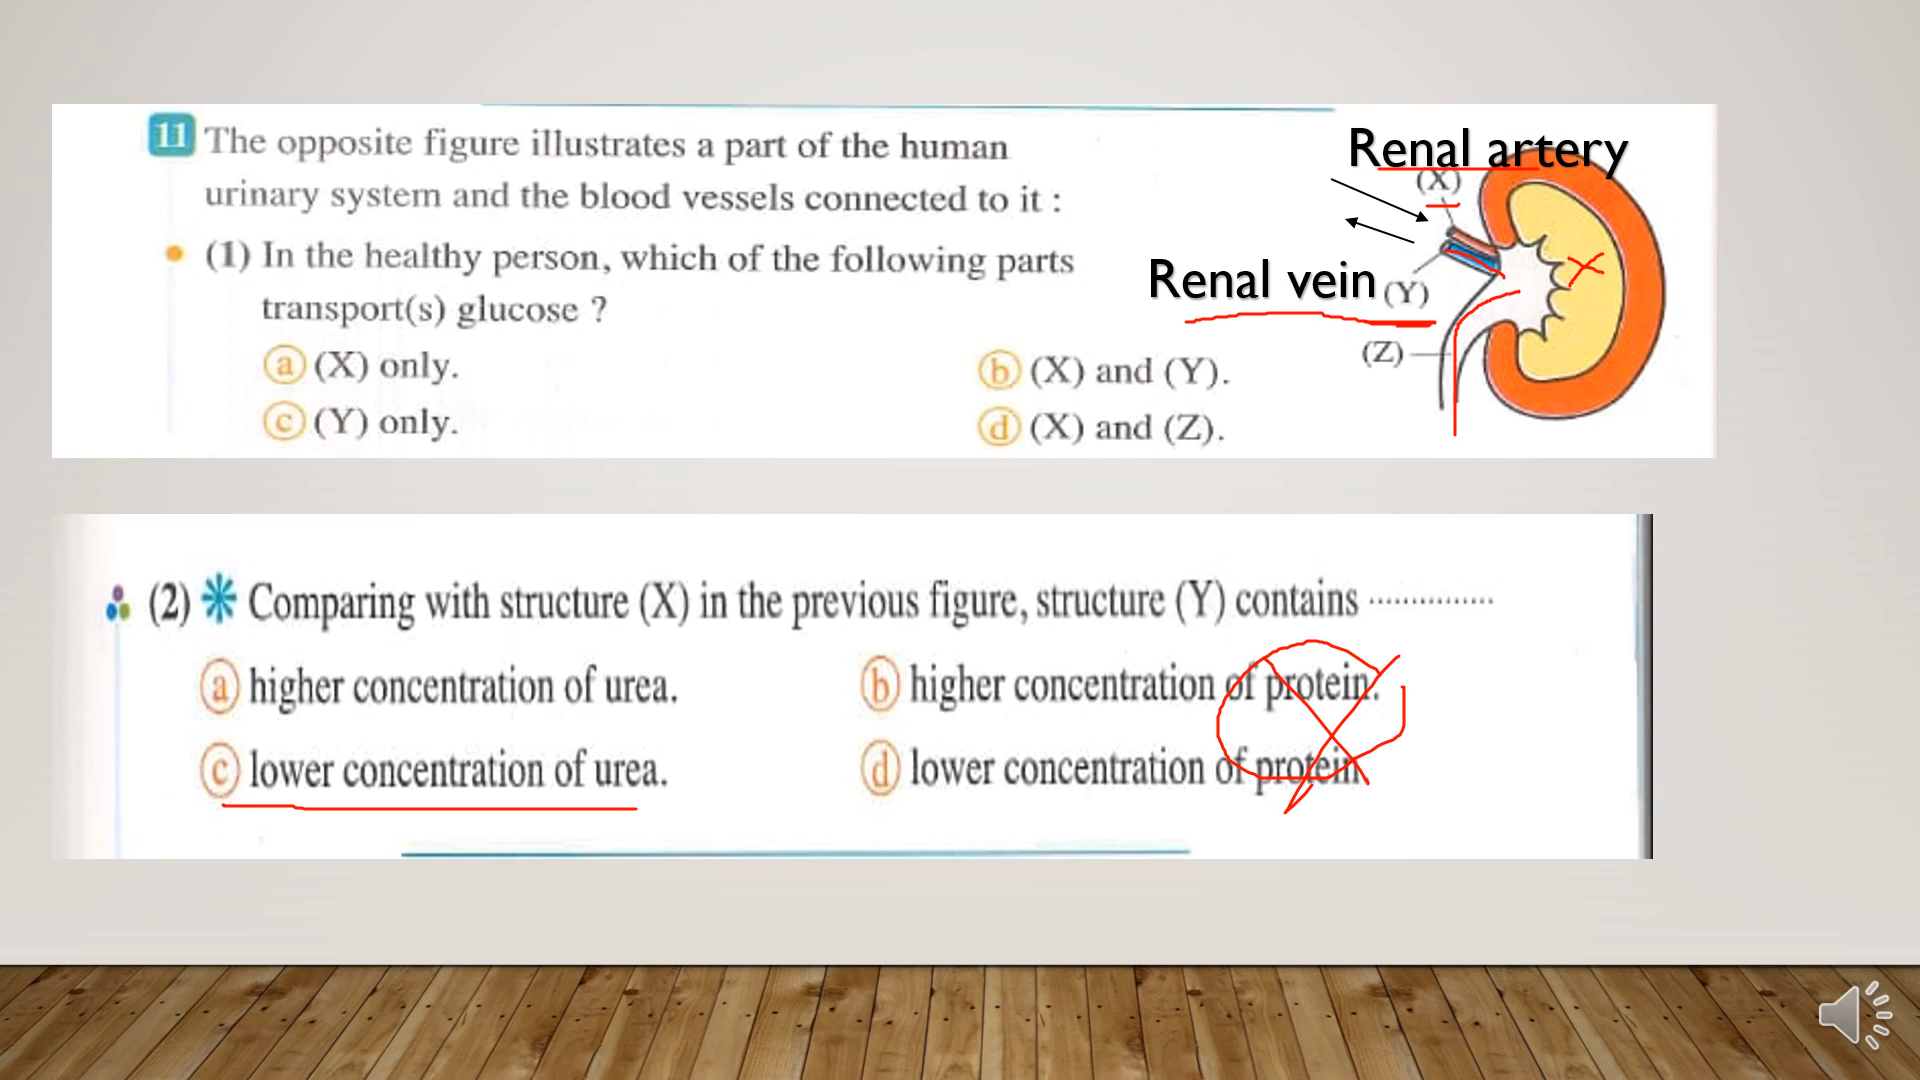 11 The opposite figure illustrates a part of the human
urinary system and the blood vessels connected to it :
(1) In the healthy person, which of the following parts
transport(s) glucose ?
a (X) only.
b (X) and (Y).
c (Y) only.
d (X) and (Z).
Renal artery
(X)
Renal vein
(Y)
(Z)
(2) Comparing with structure (X) in the previous figure, structure (Y) contains ...............
a higher concentration of urea.
b higher concentration of protein.
c lower concentration of urea.
d lower concentration of protein.